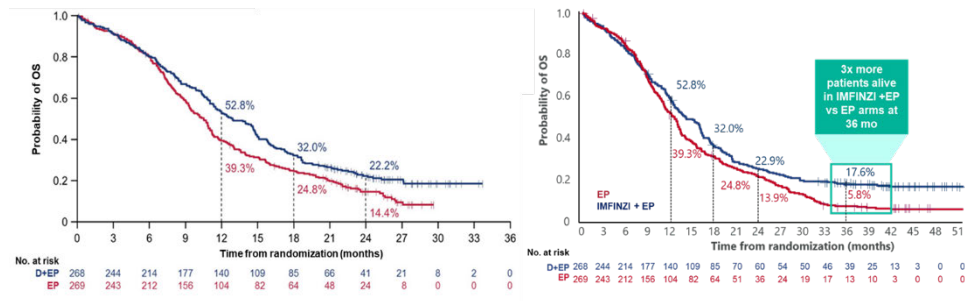 Probability of OS
1.0
0.8
0.6
0.4
0.2
0
52.8%
32.0%
22.2%
39.3%
24.8%
14.4%
0 3 6 9 12 15 18 21 24 27 30 33 36
Time from randomization (months)
No. at risk
D+EP 268 244 214 177 140 109 85 66 41 21 8 2 0
EP 269 243 212 156 104 82 64 48 24 8 0 0 0
Probability of OS
1.0
0.8
0.6
0.4
0.2
0
3x more
patients alive
in IMFINZI +EP
vs EP arms at
36 mo
52.8%
32.0%
22.9%
17.6%
39.3%
24.8%
13.9%
5.8%
EP
IMFINZI + EP
0 3 6 9 12 15 18 21 24 27 30 33 36 39 42 45 48 51
Time from randomization (months)
No. at risk
D+EP 268 244 214 177 140 109 85 70 60 54 50 46 39 25 13 3 0 0
EP 269 243 212 156 104 82 64 51 36 24 19 17 13 10 3 0 0 0